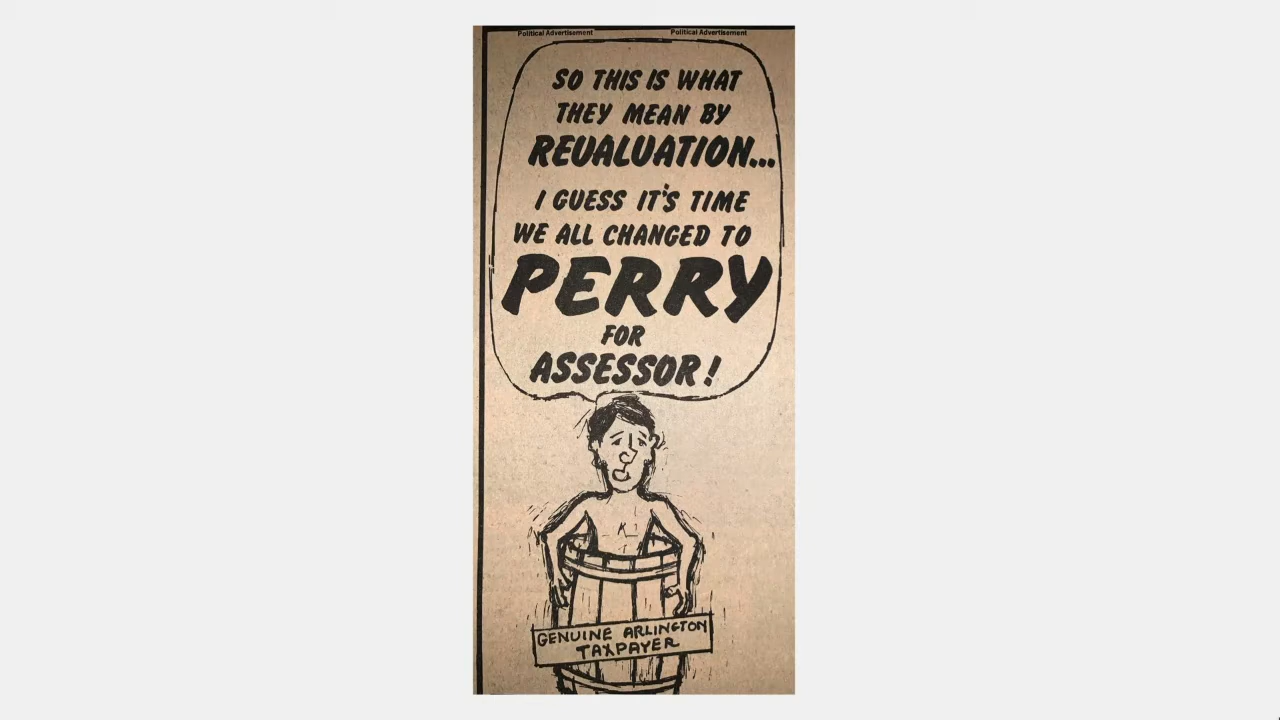 Political Advertisement Political Advertisement
SO THIS IS WHAT
THEY MEAN BY
REVALUATION...
I GUESS IT'S TIME
WE ALL CHANGED TO
PERRY
FOR
ASSESSOR!
GENUINE ARLINGTON
TAXPAYER